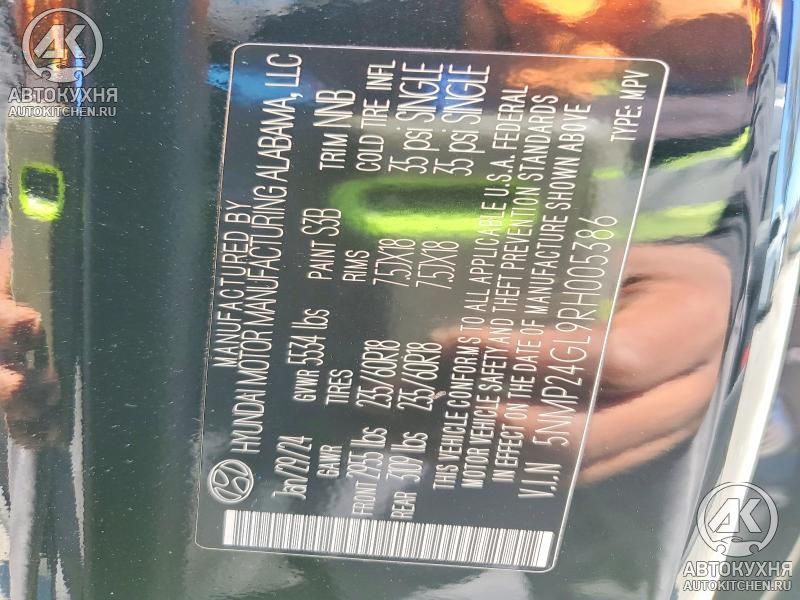 AK
АВТОКУХНЯ
AUTOKITCHEN.RU
MANUFACTURED BY
HYUNDAI MOTOR MANUFACTURING ALABAMA, LLC
Jan/29/24 GVWR 5534 lbs PAINT S3B TRIM NNB
GAWR TIRES RIMS COLD TIRE INFL
FRONT 2955 lbs 235/60R18 7.5JX18 35 psi SINGLE
REAR 3109 lbs 235/60R18 7.5JX18 35 psi SINGLE
THIS VEHICLE CONFORMS TO ALL APPLICABLE U.S.A. FEDERAL
MOTOR VEHICLE SAFETY AND THEFT PREVENTION STANDARDS
IN EFFECT ON THE DATE OF MANUFACTURE SHOWN ABOVE
V.I.N 5NMP24GL9RH005386 TYPE: MPV
AK
АВТОКУХНЯ
AUTOKITCHEN.RU